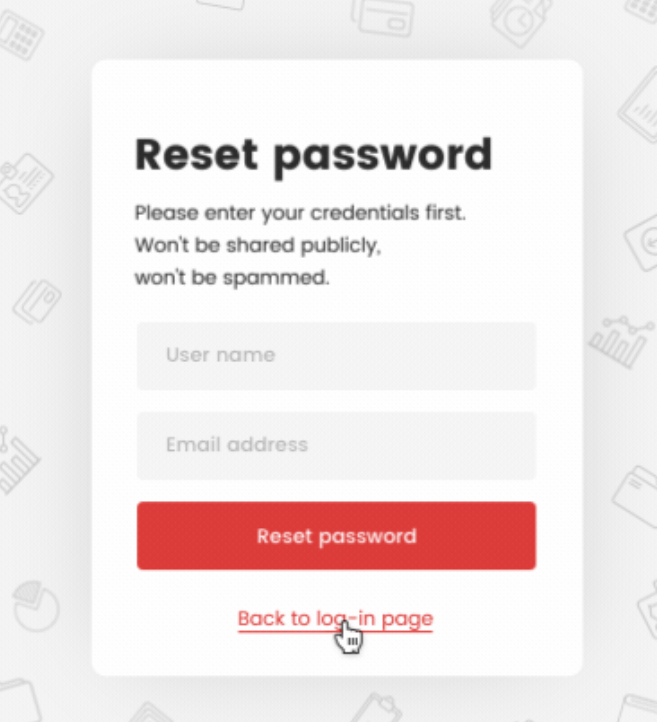 Reset password
Please enter your credentials first.
Won't be shared publicly,
won't be spammed.
User name
Email address
Reset password
Back to log-in page